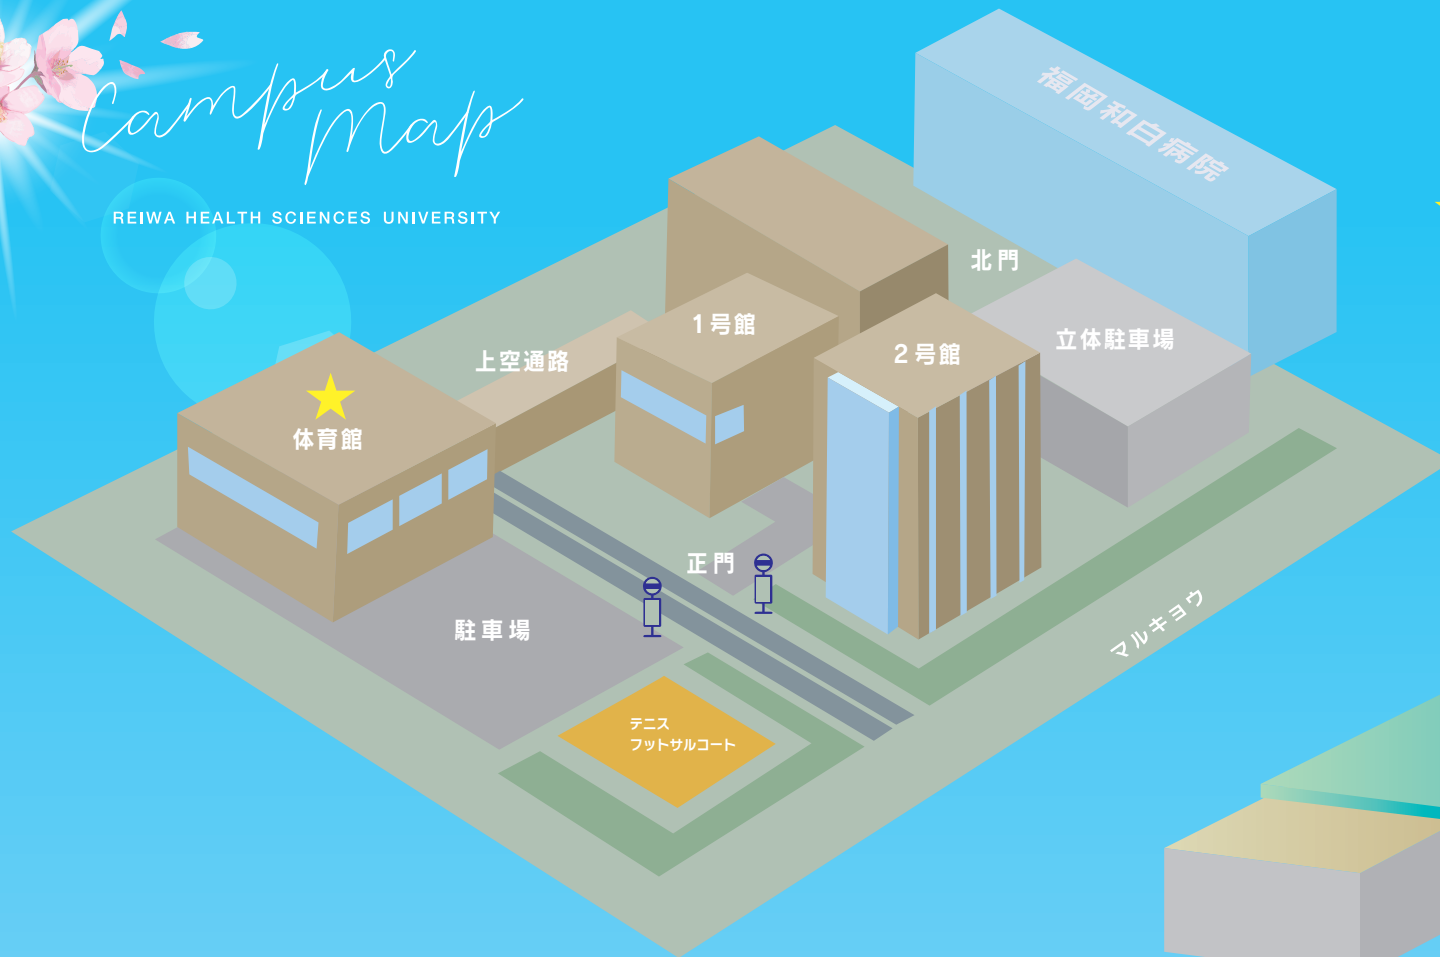 Campus
Map
REIWA HEALTH SCIENCES UNIVERSITY
福岡和白病院
北門
立体駐車場
1号館
2号館
上空通路
体育館
正門
駐車場
マルキョウ
テニス
フットサルコート